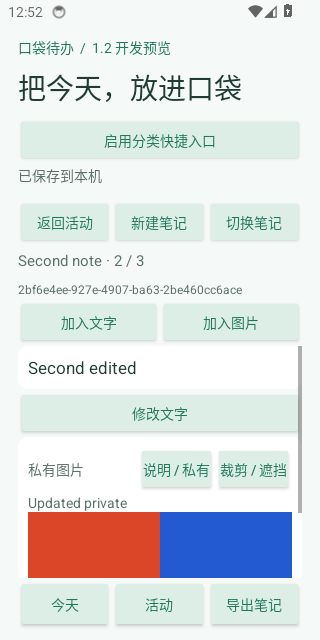 12:52
口袋待办 / 1.2 开发预览
把今天，放进口袋
启用分类快捷入口
已保存到本机
返回活动 新建笔记 切换笔记
Second note · 2 / 3
2bf6e4ee-927e-4907-ba63-2be460cc6ace
加入文字 加入图片
Second edited
修改文字
私有图片 说明 / 私有 裁剪 / 遮挡
Updated private
今天 活动 导出笔记